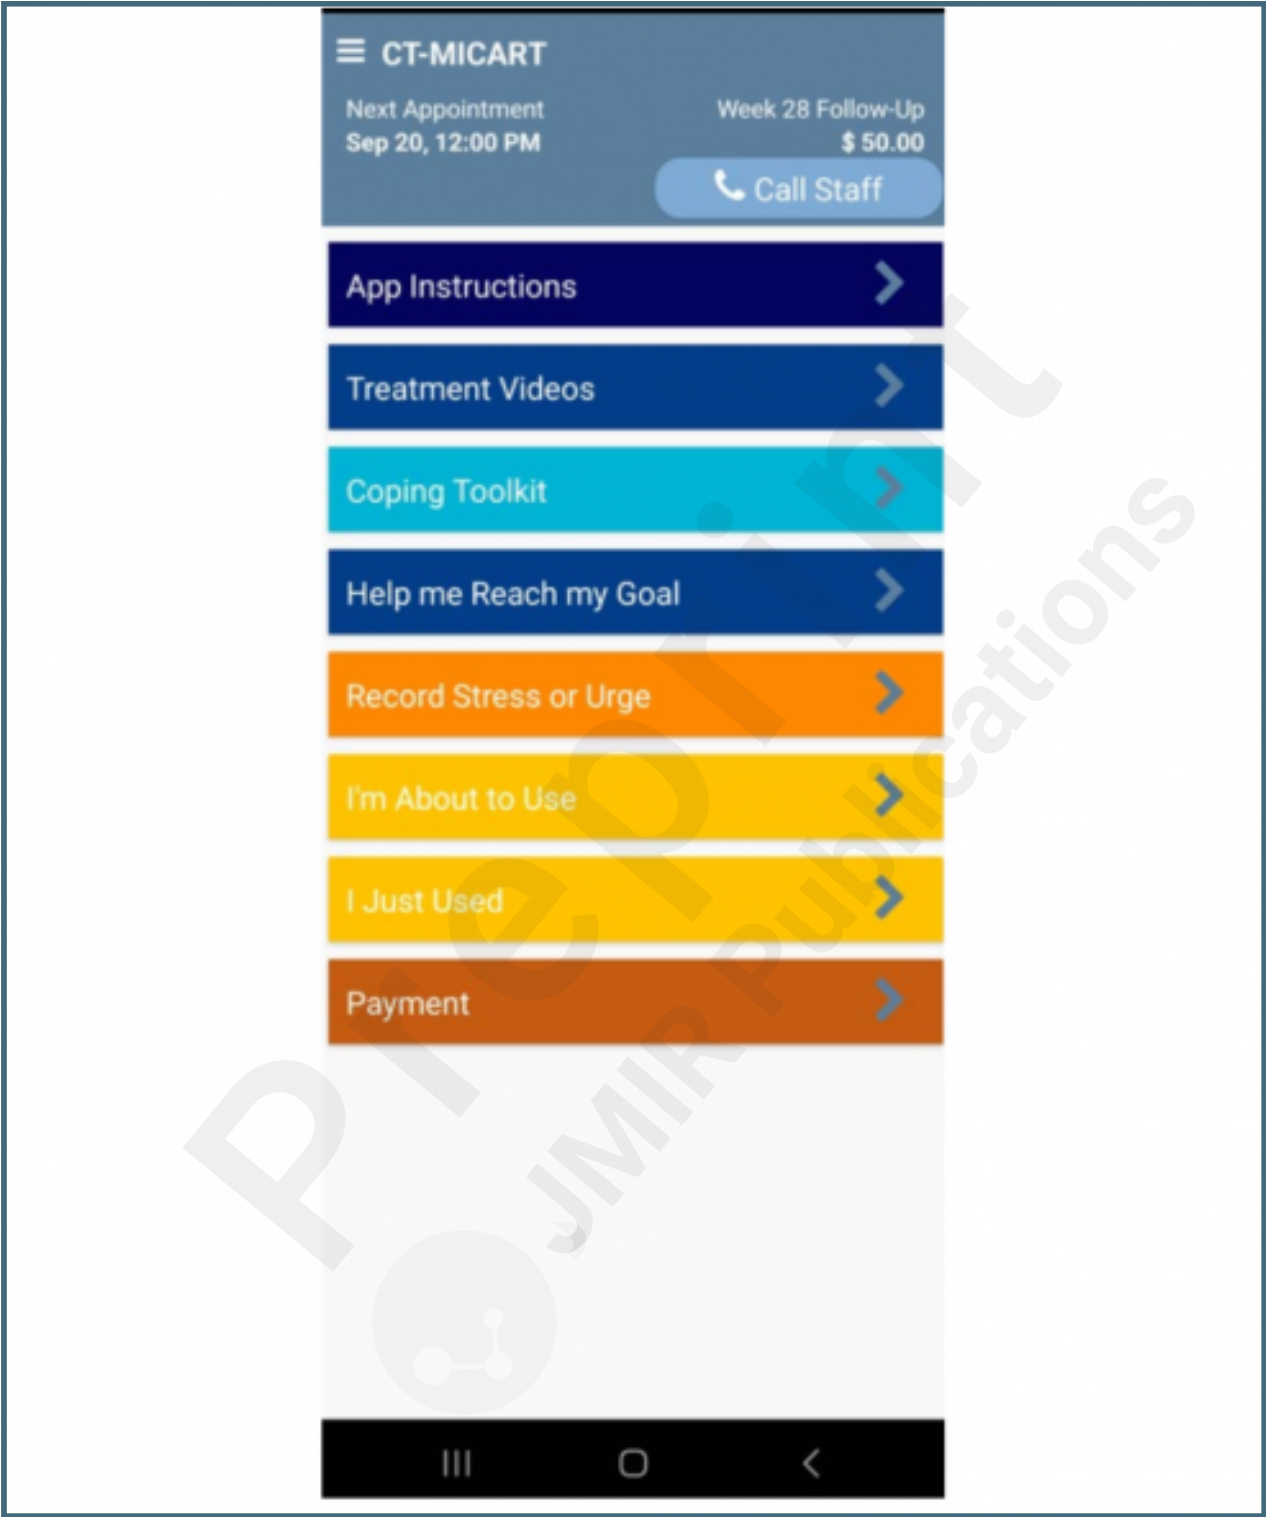 CT-MICART
Next Appointment
Week 28 Follow-Up
Sep 20, 12:00 PM
$ 50.00
Call Staff
App Instructions
Treatment Videos
Coping Toolkit
Help me Reach my Goal
Record Stress or Urge
I'm About to Use
I Just Used
Payment
Preprint
JMIR Publications